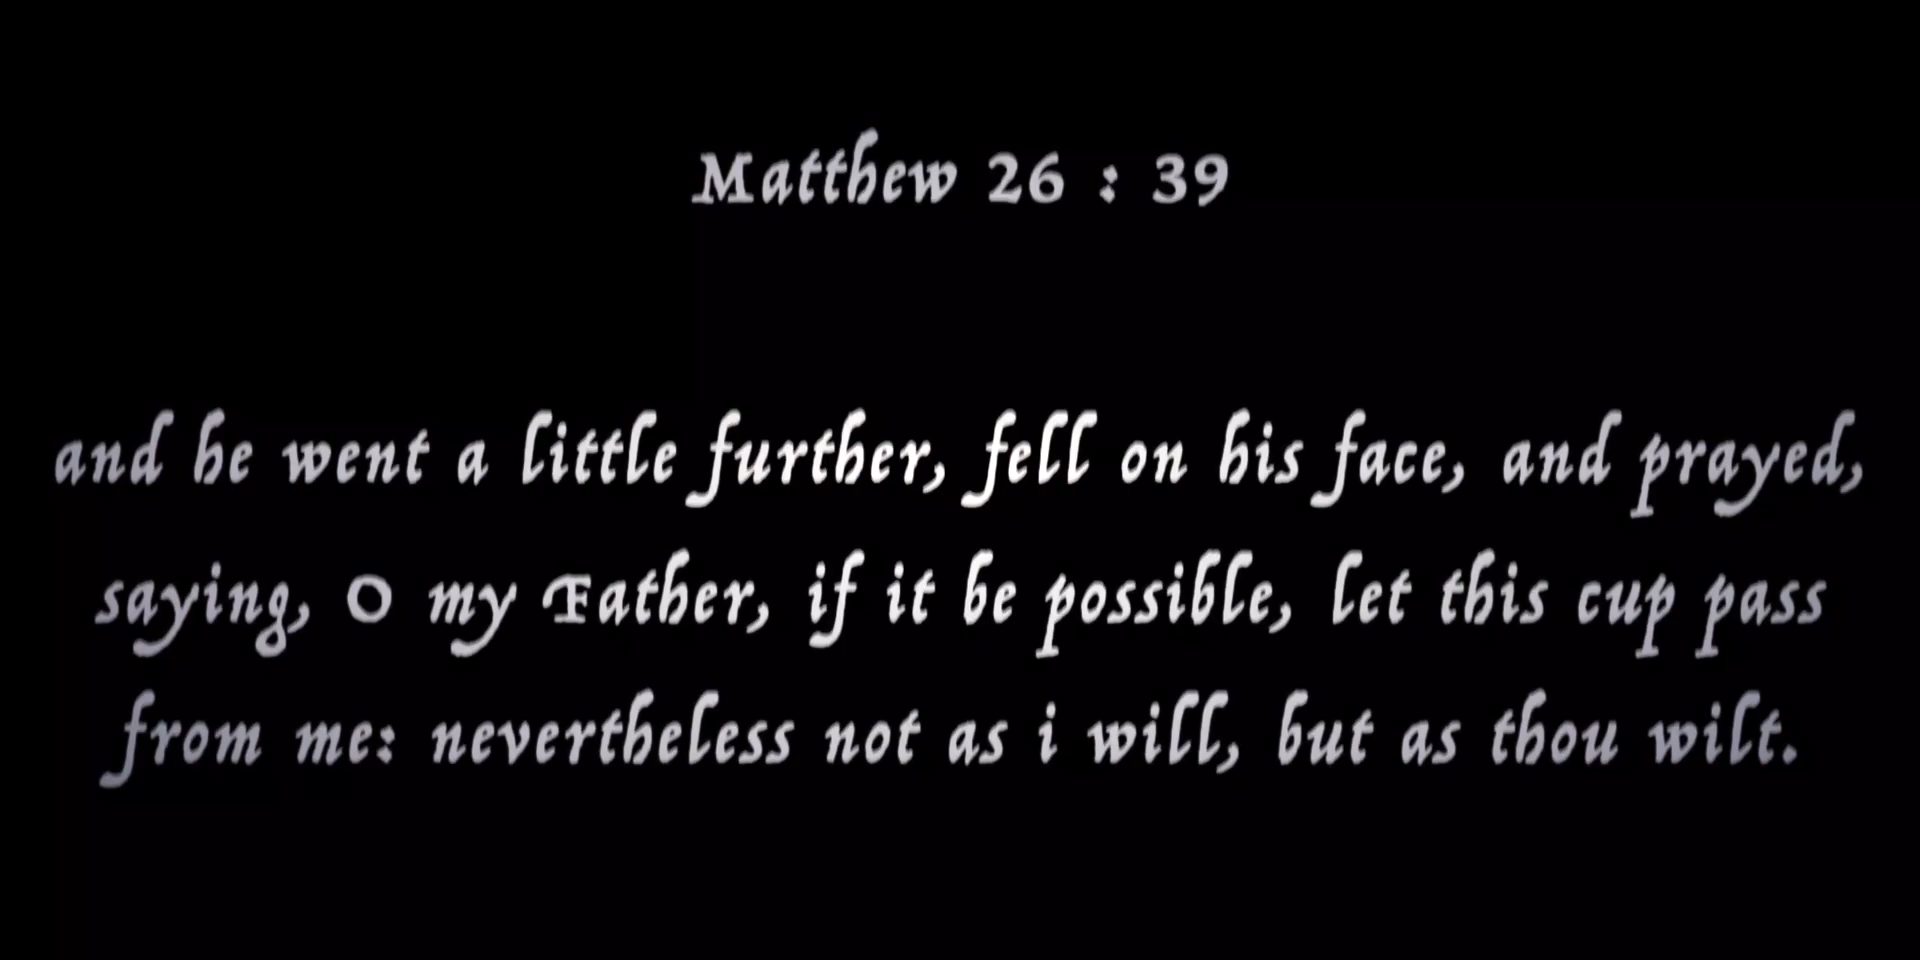 Matthew 26 : 39
and he went a little further, fell on his face, and prayed,
saying, O my Father, if it be possible, let this cup pass
from me: nevertheless not as i will, but as thou wilt.